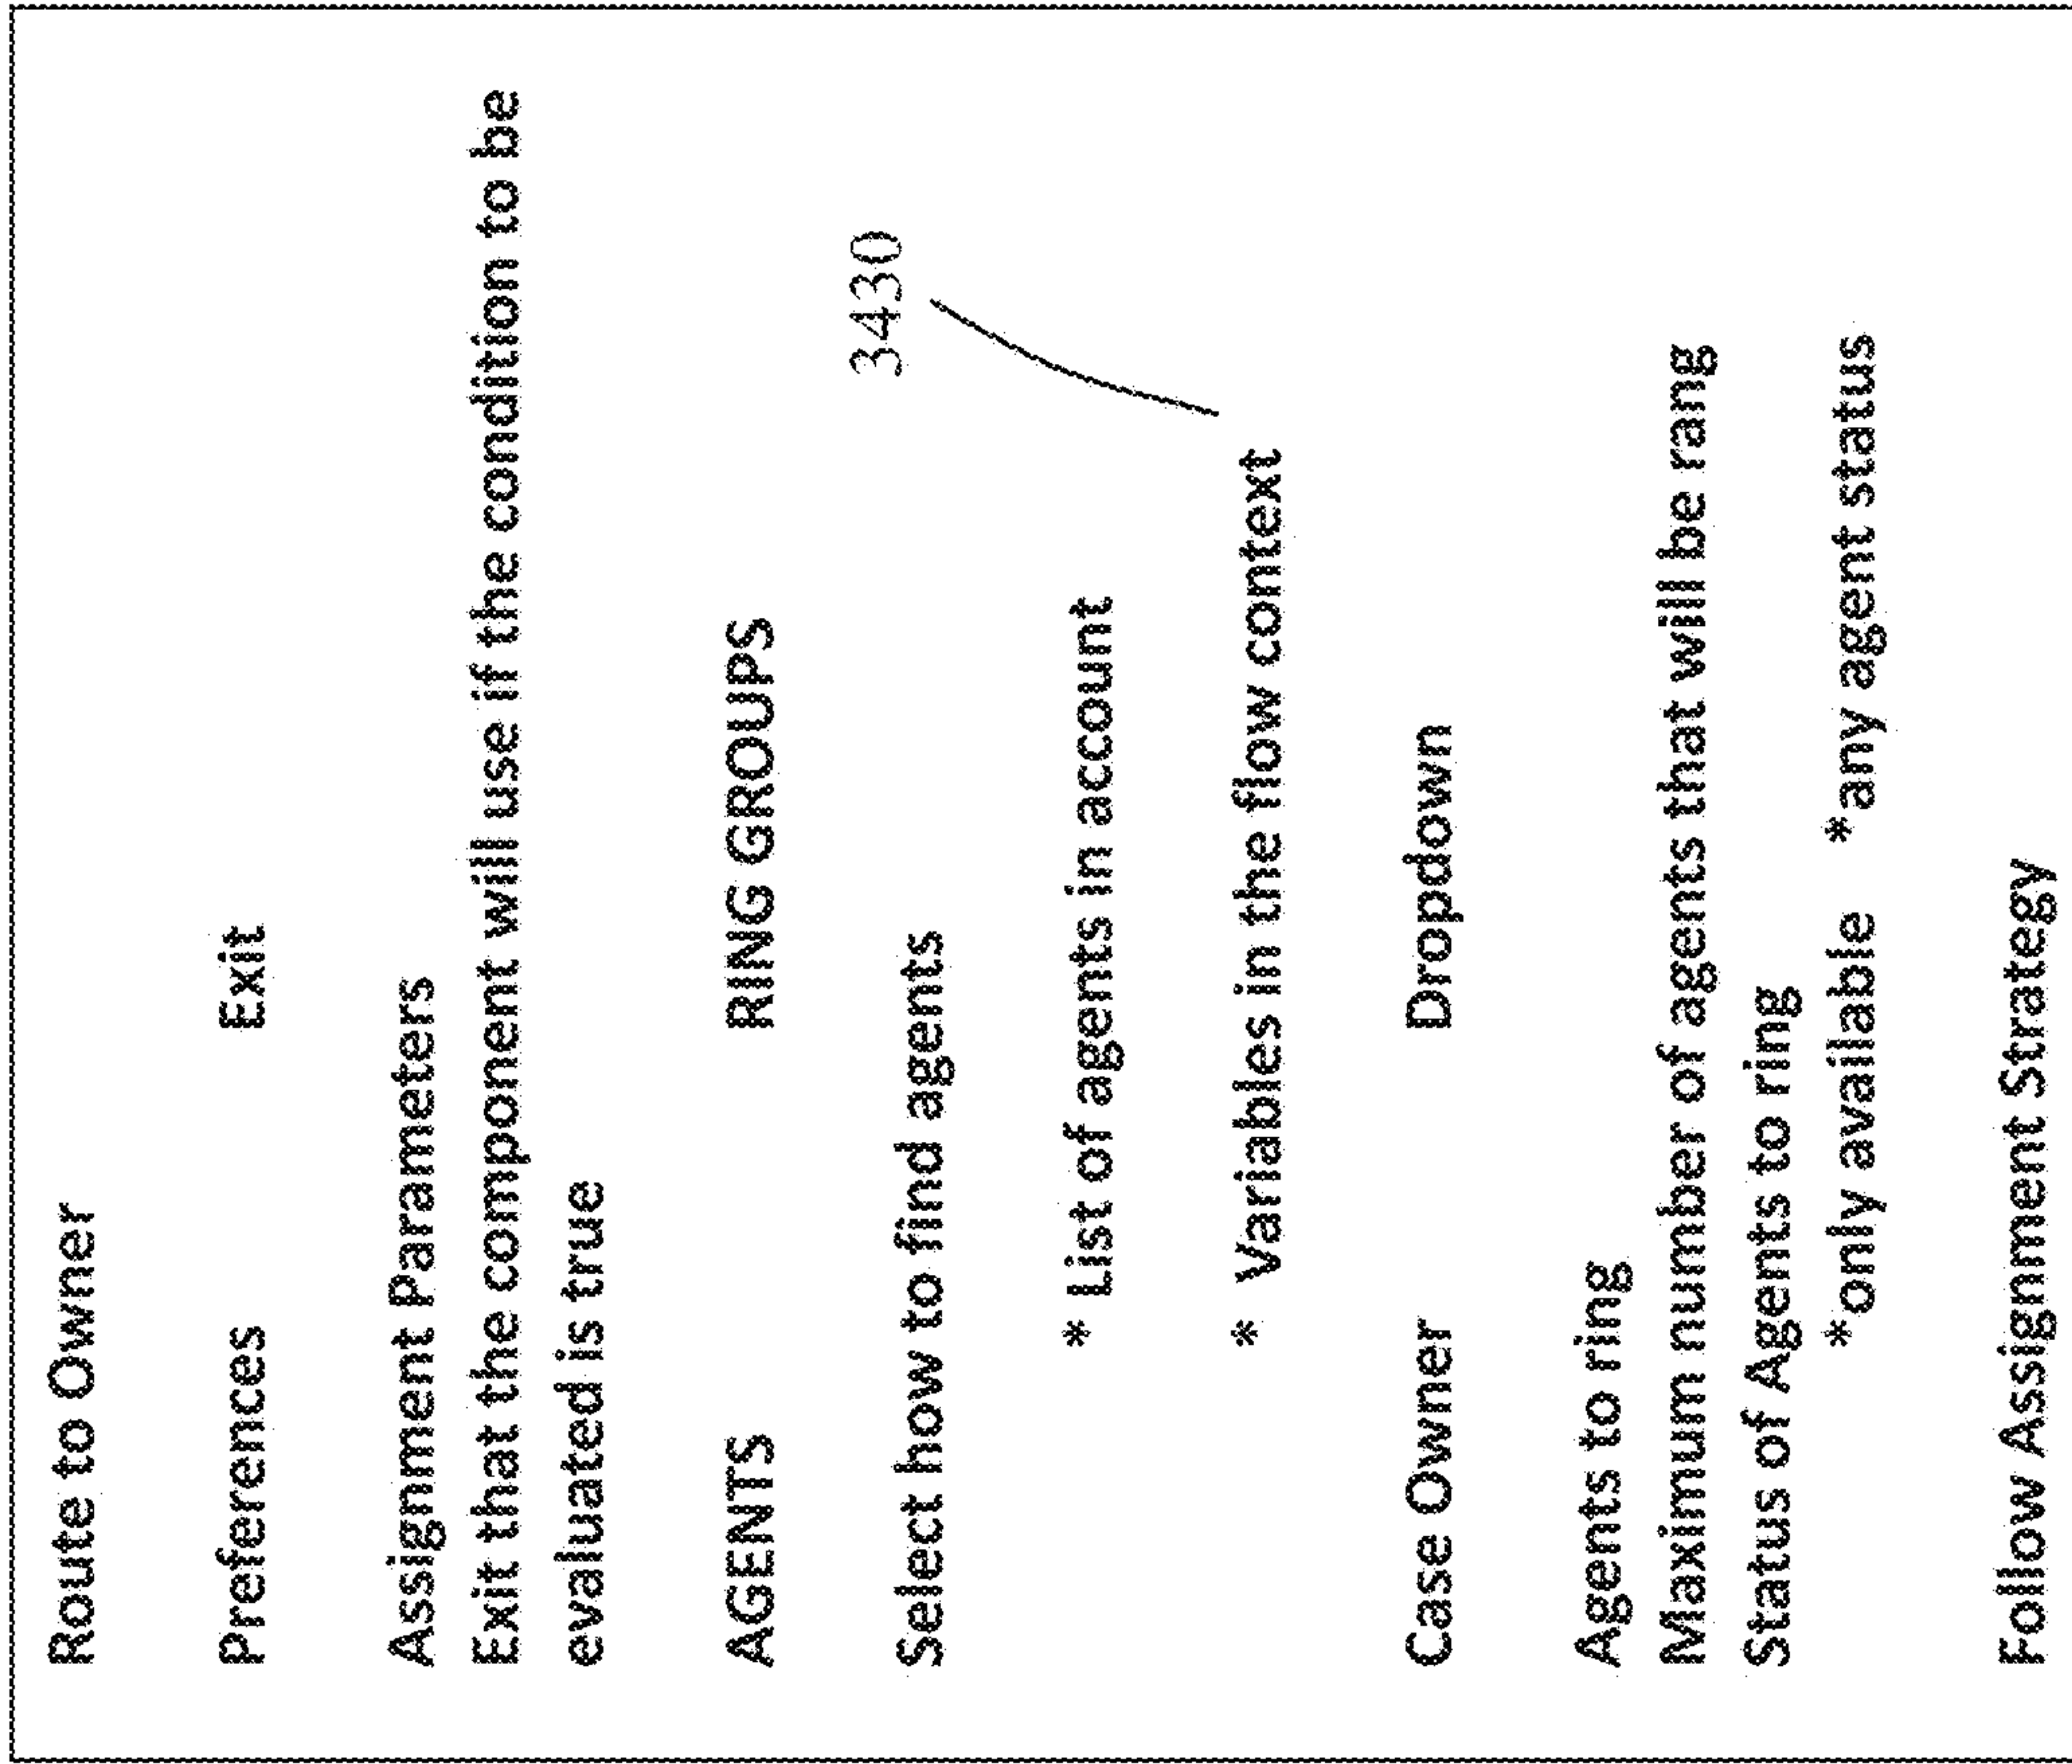 Route to Owner
Preferences Exit
Assignment Parameters
Exit that the component will use if the condition to be
evaluated is true
AGENTS RING GROUPS
3430
Select how to find agents
* List of agents in account
* Variables in the flow context
Case Owner Dropdown
Agents to ring
Maximum number of agents that will be rang
Status of Agents to ring
*only available *any agent status
Follow Assignment Strategy